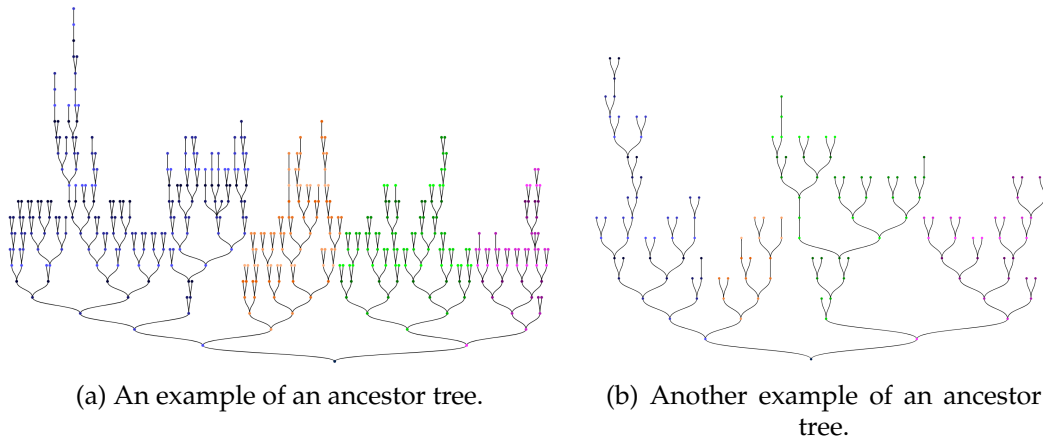 (a) An example of an ancestor tree.
(b) Another example of an ancestor
tree.